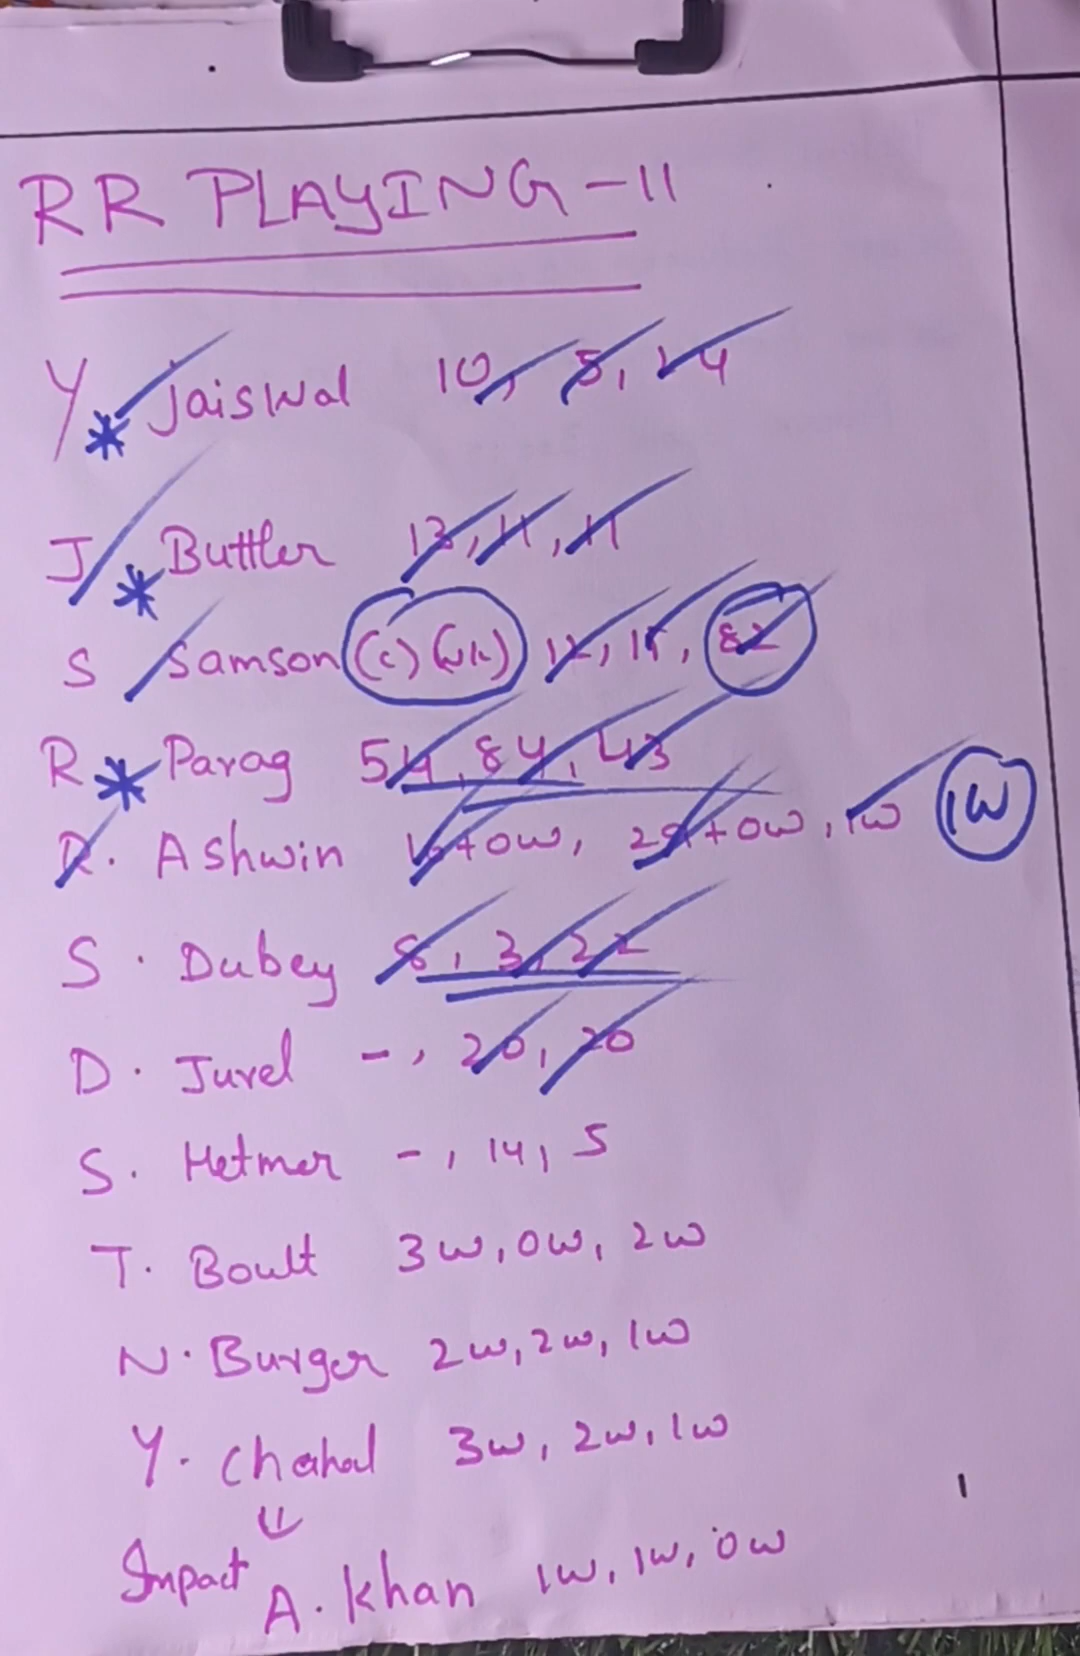 RR PLAYING-11
Y Jaiswal 10, 5, 24
J Buttler 13, 11, 11
S Samson (c) (wk) 12, 15, 82
R Parag 54, 84, 43
R. Ashwin +0w, 29+0w, 1w 1W
S. Dubey 8, 3, 22
D. Jurel -, 20, 20
S. Hetmer -, 14, 5
T. Boult 3w, 0w, 2w
N. Burger 2w, 2w, 1w
Y. Chahal 3w, 2w, 1w
Impact A. Khan 1w, 1w, 0w